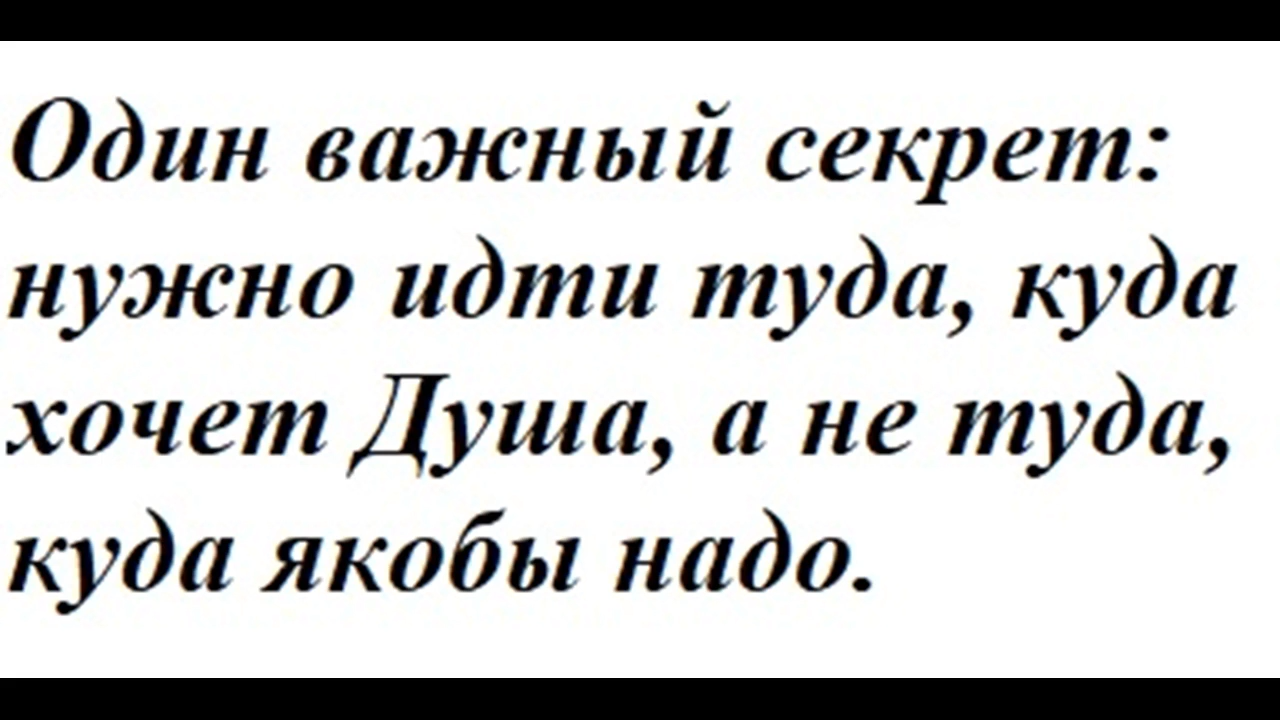 Один важный секрет:
нужно идти туда, куда
хочет Душа, а не туда,
куда якобы надо.